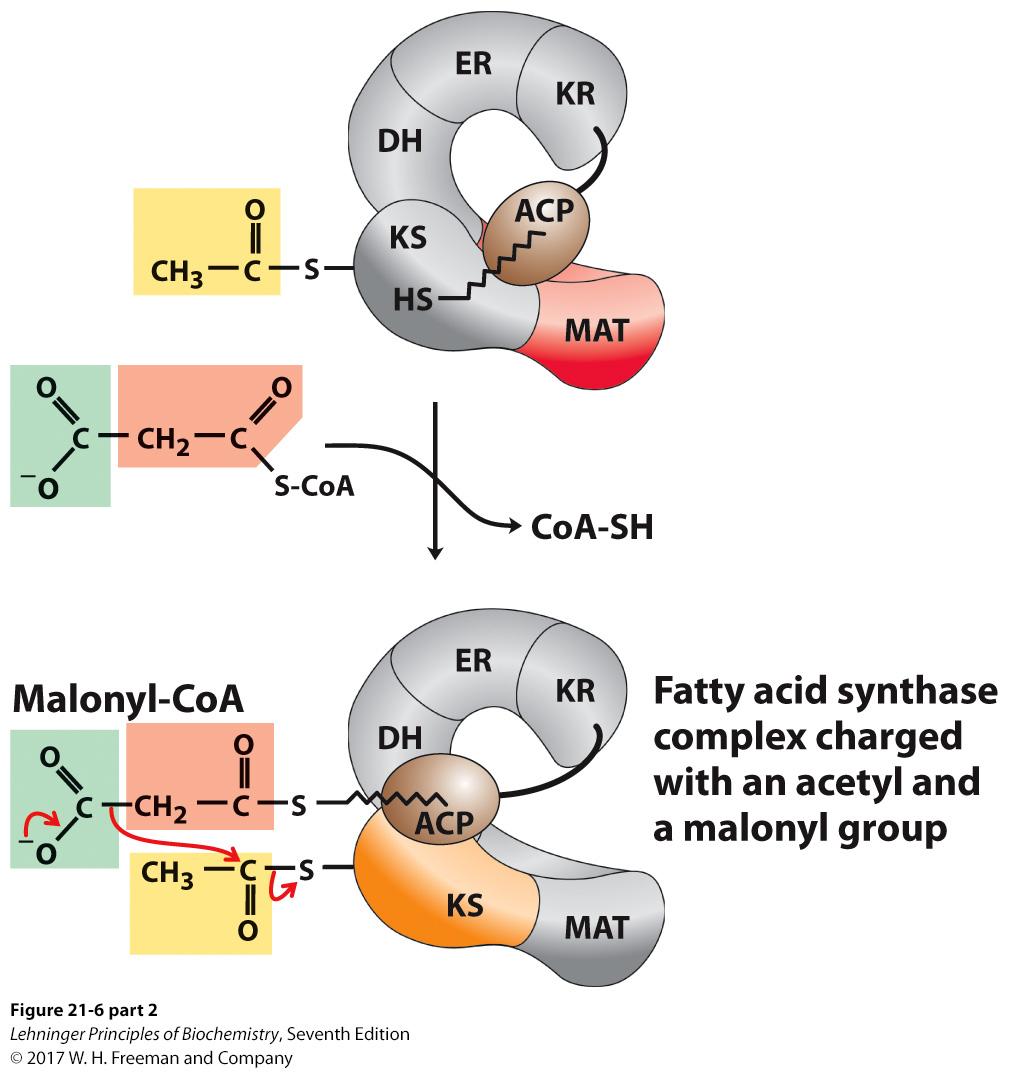 ER
KR
DH
ACP
KS
HS
MAT
O
CH₃—C—S—
O O
C—CH₂—C
⁻O
S-CoA
CoA-SH
Malonyl-CoA
ER
KR
DH
ACP
KS
MAT
O O
C—CH₂—C—S—
⁻O
CH₃—C—S—
O
Fatty acid synthase
complex charged
with an acetyl and
a malonyl group
Figure 21-6 part 2
Lehninger Principles of Biochemistry, Seventh Edition
© 2017 W. H. Freeman and Company